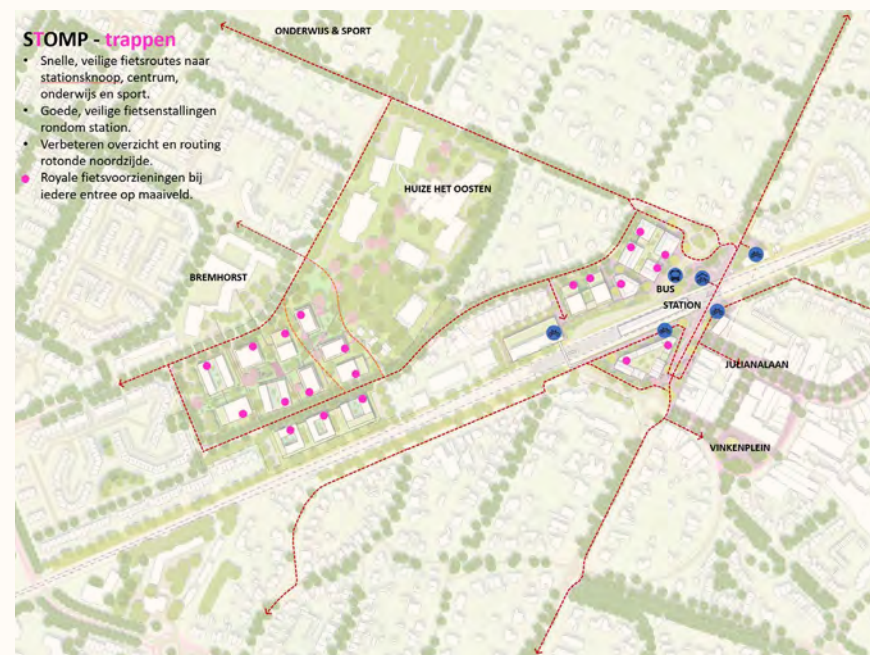 STOMP - trappen
• Snelle, veilige fietsroutes naar
stationsknoop, centrum,
onderwijs en sport.
• Goede, veilige fietsenstallingen
rondom station.
• Verbeteren overzicht en routing
rotonde noordzijde.
• Royale fietsvoorzieningen bij
iedere entree op maaiveld.
ONDERWIJS & SPORT
HUIZE HET OOSTEN
BREMHORST
BUS
STATION
JULIANALAAN
VINKENPLEIN